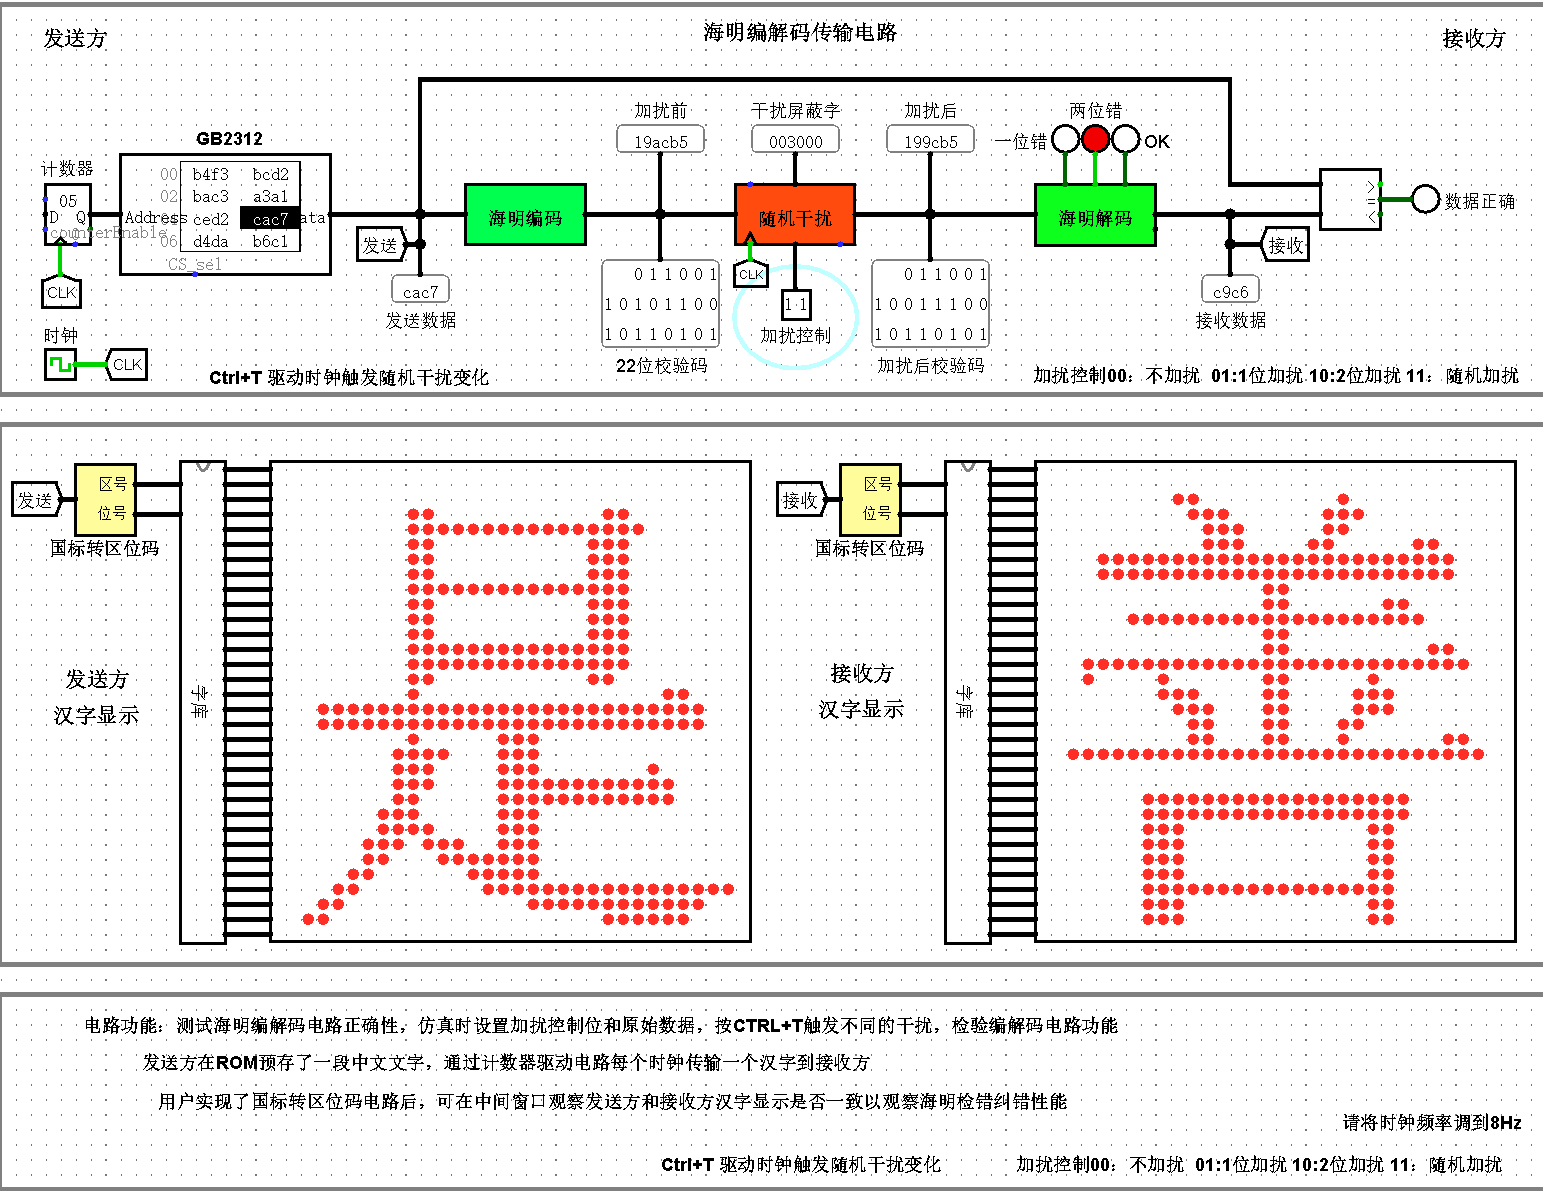 发送方
海明编解码传输电路
接收方
加扰前
干扰屏蔽字
加扰后
两位错
19acb5
003000
199cb5
一位错
OK
GB2312
计数器
00 b4f3 bcd2
02 bac3 a3a1
ced2 cac7
06 d4da b6c1
05
D Q
Address
counterEnable
CS_sel
海明编码
随机干扰
海明解码
>
=
<
数据正确
发送
接收
CLK
CLK
cac7
发送数据
0 1 1 0 0 1
1 0 1 0 1 1 0 0
1 0 1 1 0 1 0 1
22位校验码
1 1
加扰控制
0 1 1 0 0 1
1 0 0 1 1 1 0 0
1 0 1 1 0 1 0 1
加扰后校验码
c9c6
接收数据
时钟
CLK
Ctrl+T 驱动时钟触发随机干扰变化
加扰控制00：不加扰 01:1位加扰 10:2位加扰 11：随机加扰
发送
区号
位号
国标转区位码
发送方
汉字显示
字库
是
接收
区号
位号
国标转区位码
接收方
汉字显示
字库
善
电路功能：测试海明编解码电路正确性，仿真时设置加扰控制位和原始数据，按CTRL+T触发不同的干扰，检验编解码电路功能
发送方在ROM预存了一段中文文字，通过计数器驱动电路每个时钟传输一个汉字到接收方
用户实现了国标转区位码电路后，可在中间窗口观察发送方和接收方汉字显示是否一致以观察海明检错纠错性能
请将时钟频率调到8Hz
Ctrl+T 驱动时钟触发随机干扰变化
加扰控制00：不加扰 01:1位加扰 10:2位加扰 11：随机加扰